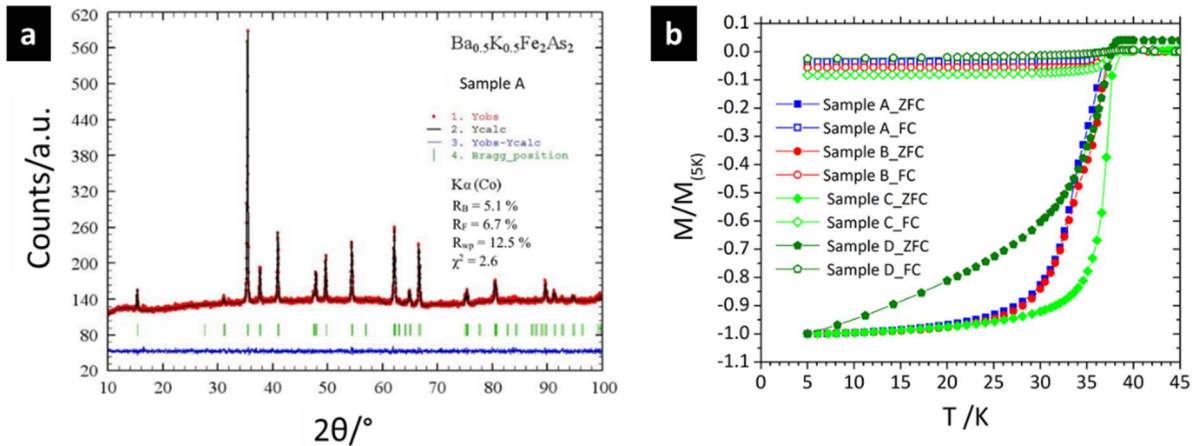 a
620
560
500
440
380
320
260
200
140
80
20
Counts/a.u.
Ba0.5K0.5Fe2As2
Sample A
1. Yobs
2. Ycalc
3. Yobs-Ycalc
4. Bragg_position
Kα (Co)
RB = 5.1 %
RF = 6.7 %
Rwp = 12.5 %
χ2 = 2.6
10 20 30 40 50 60 70 80 90 100
2θ/°
b
0.1
0.0
-0.1
-0.2
-0.3
-0.4
-0.5
-0.6
-0.7
-0.8
-0.9
-1.0
-1.1
M/M(5K)
Sample A_ZFC
Sample A_FC
Sample B_ZFC
Sample B_FC
Sample C_ZFC
Sample C_FC
Sample D_ZFC
Sample D_FC
0 5 10 15 20 25 30 35 40 45
T /K